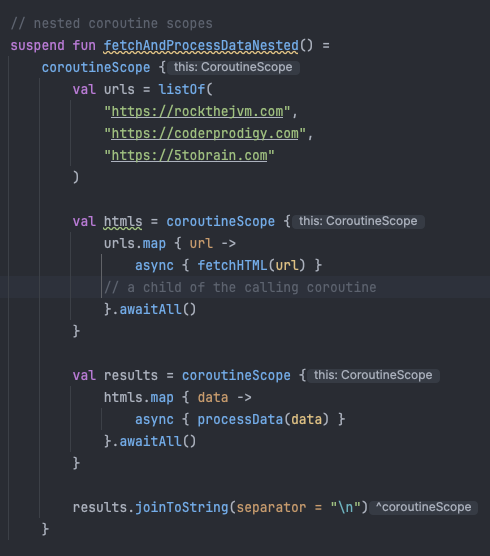 // nested coroutine scopes
suspend fun fetchAndProcessDataNested() =
    coroutineScope { this: CoroutineScope
        val urls = listOf(
            "https://rockthejvm.com",
            "https://coderprodigy.com",
            "https://5tobrain.com"
        )

        val htmls = coroutineScope { this: CoroutineScope
            urls.map { url ->
                async { fetchHTML(url) }
            // a child of the calling coroutine
            }.awaitAll()
        }

        val results = coroutineScope { this: CoroutineScope
            htmls.map { data ->
                async { processData(data) }
            }.awaitAll()
        }

        results.joinToString(separator = "\n") ^coroutineScope
    }